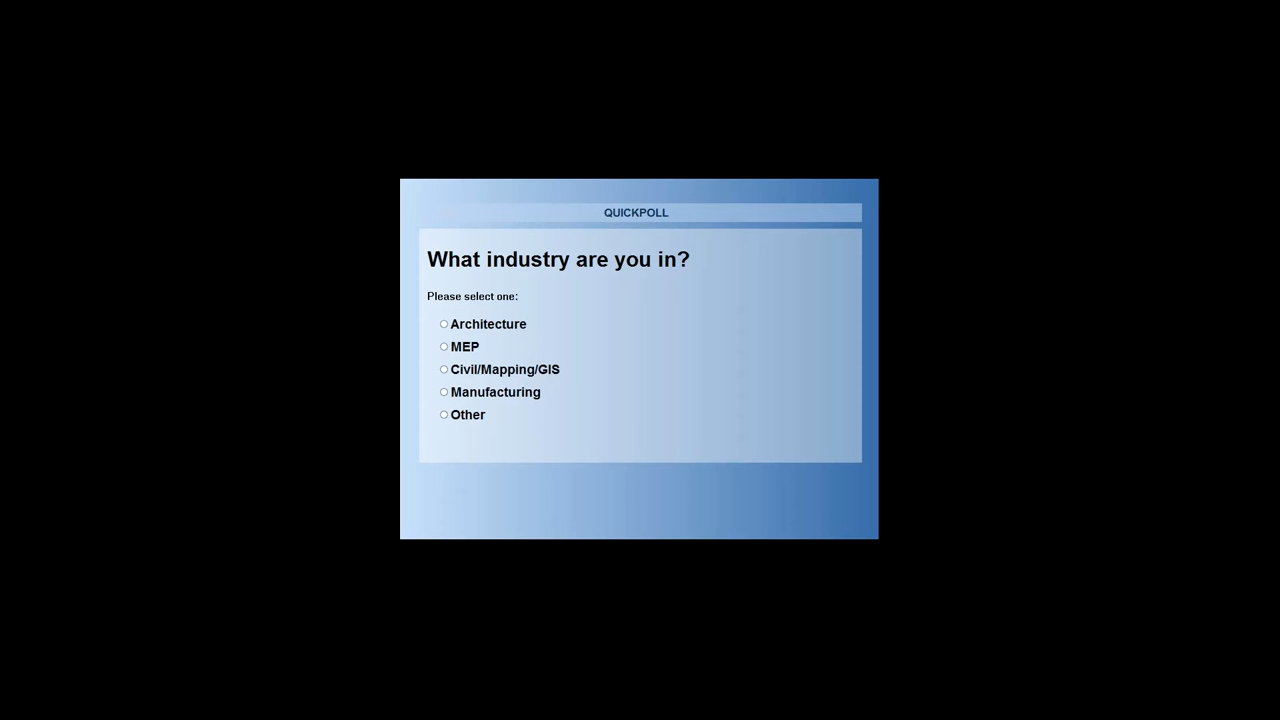 QUICKPOLL
What industry are you in?
Please select one:
Architecture
MEP
Civil/Mapping/GIS
Manufacturing
Other